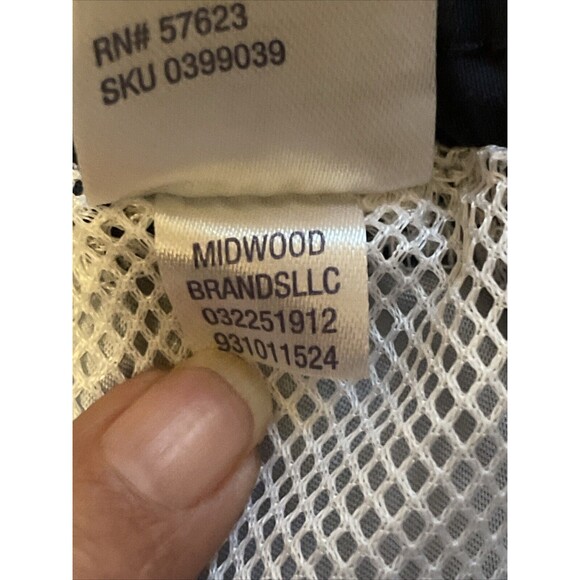 RN# 57623
SKU 0399039
MIDWOOD
BRANDSLLC
032251912
931011524